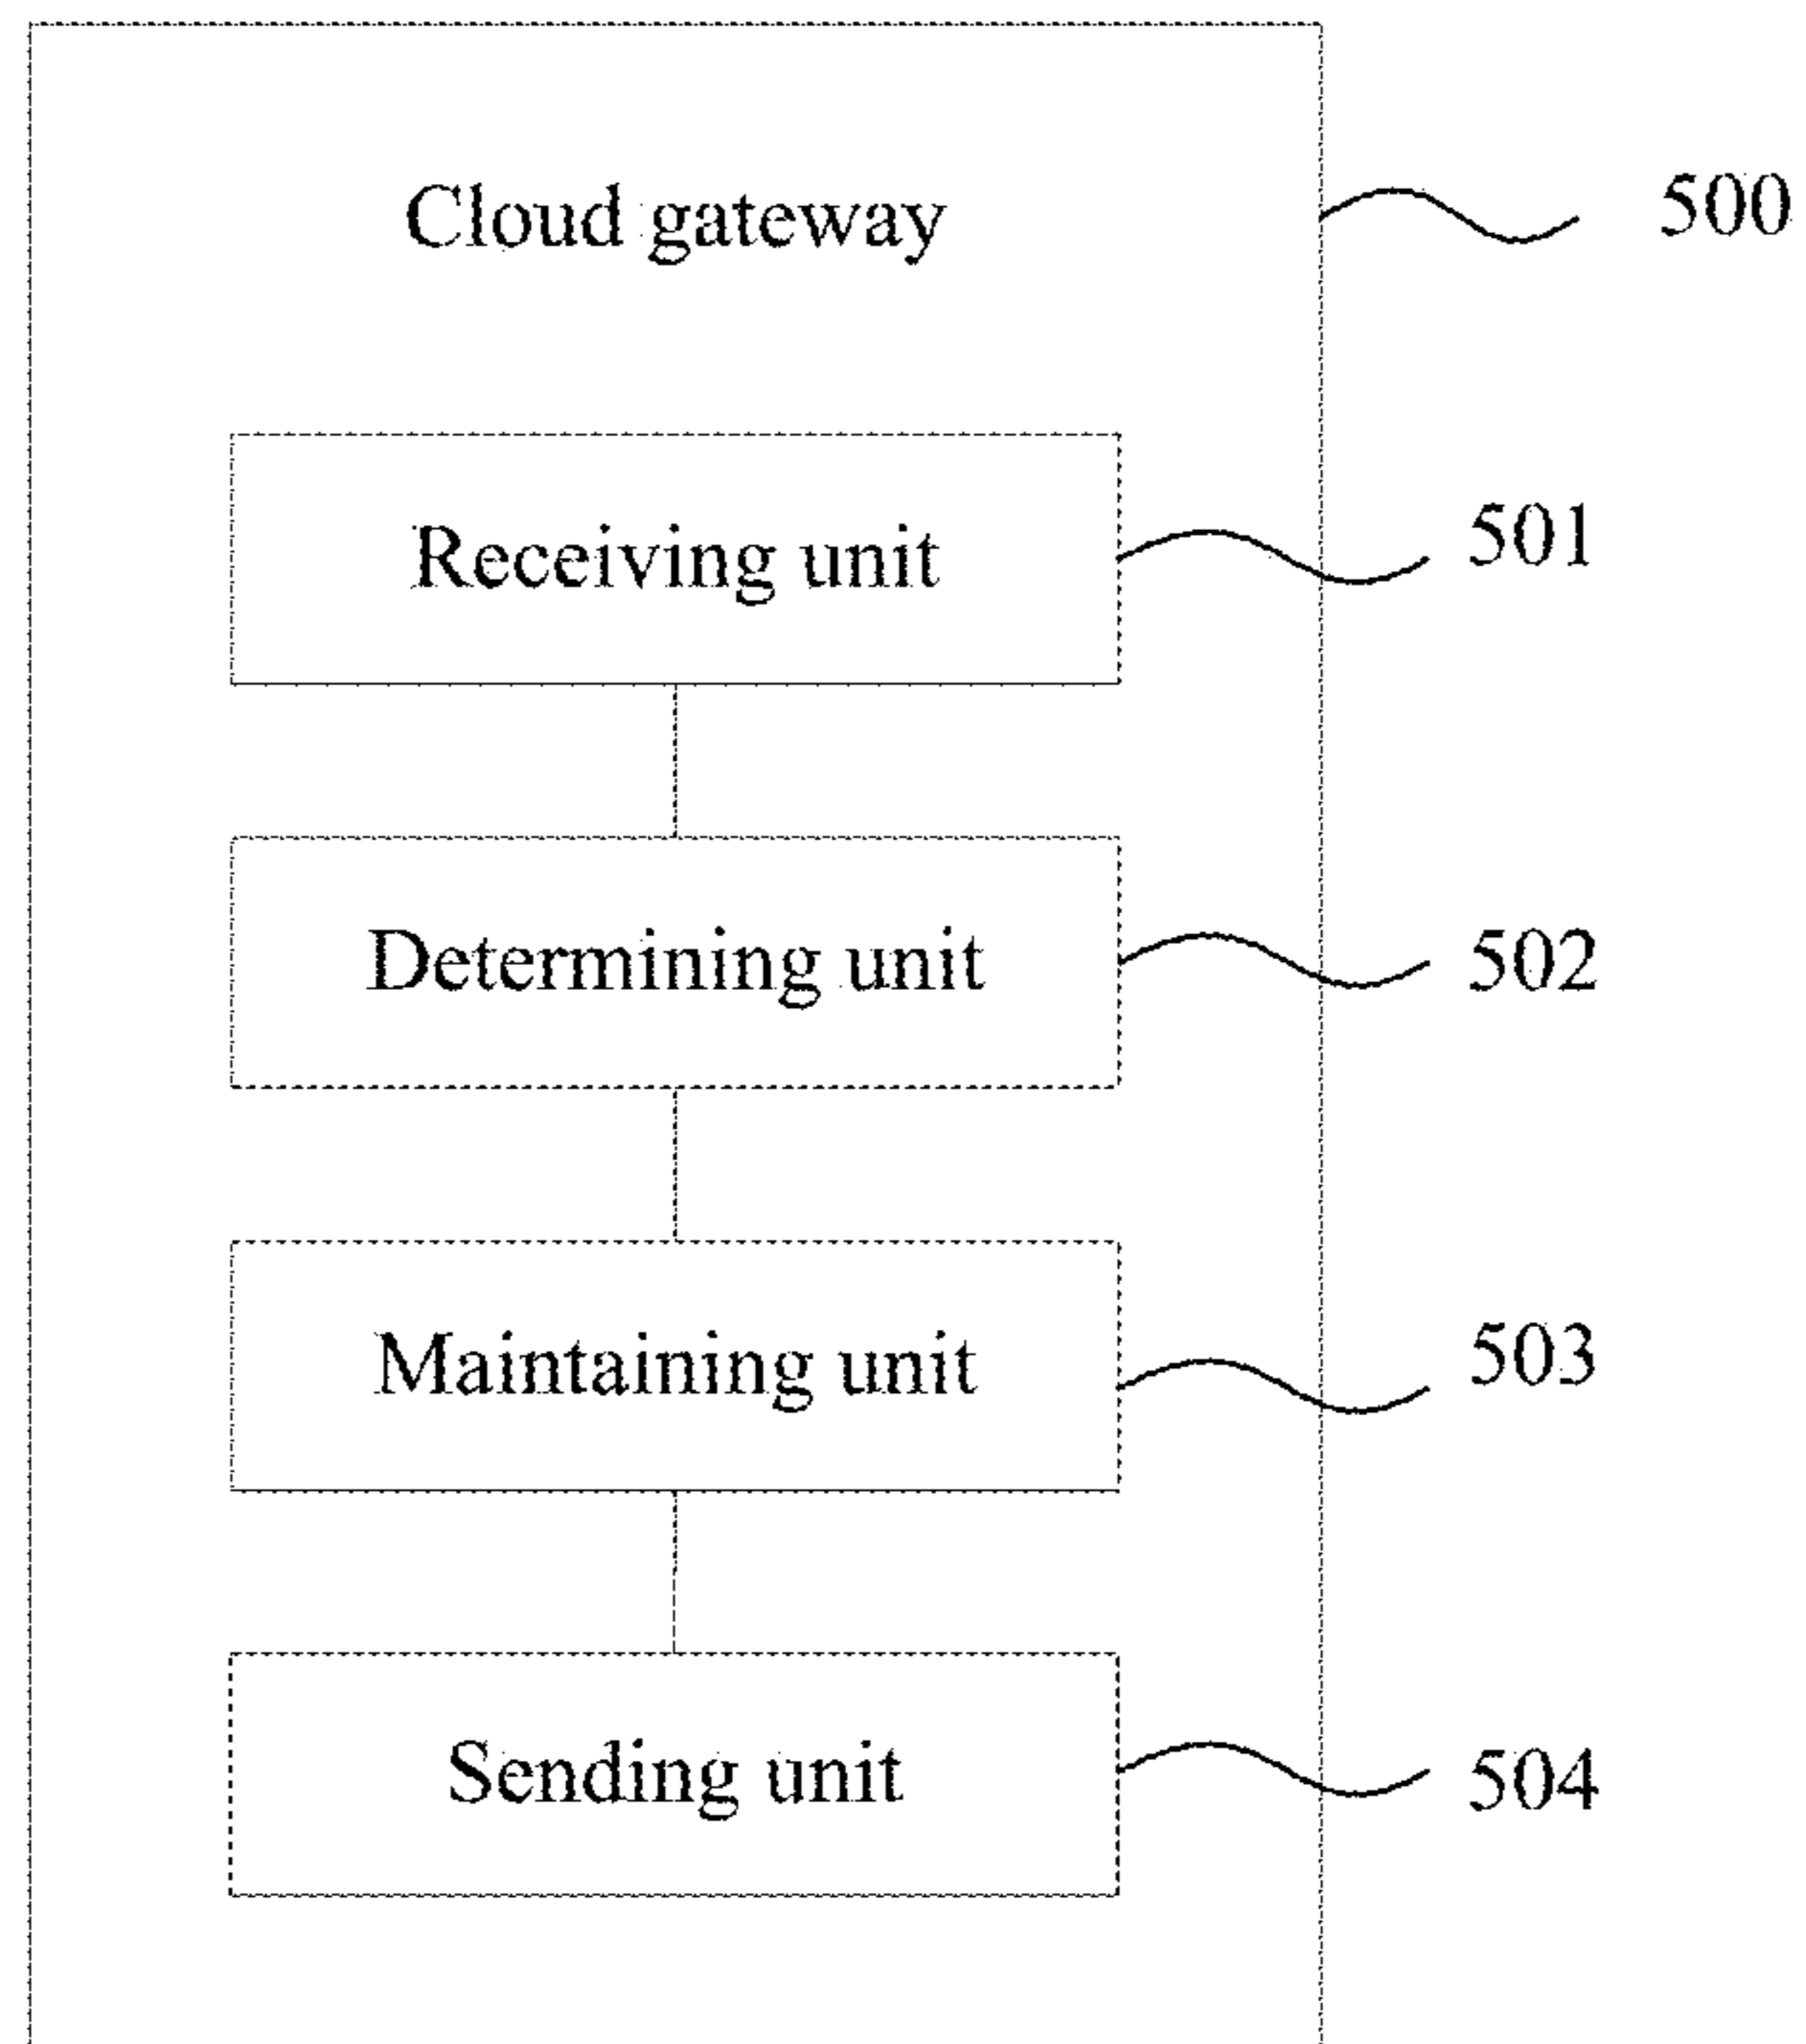 Cloud gateway
500
Receiving unit
501
Determining unit
502
Maintaining unit
503
Sending unit
504